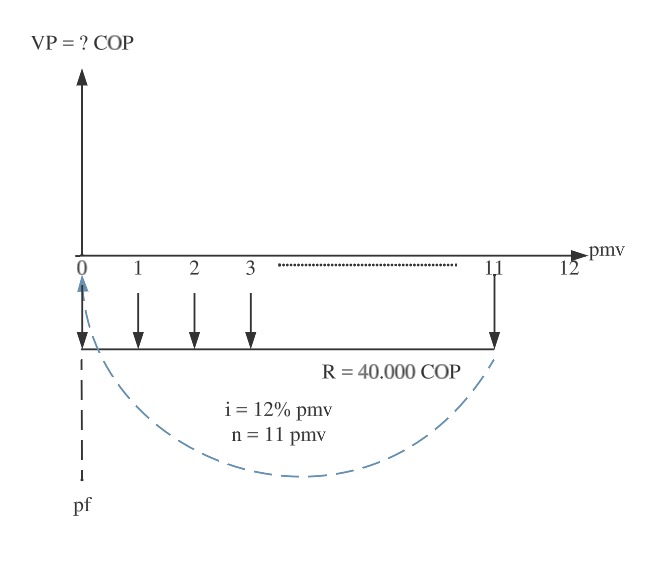 VP = ? COP
pmv
0 1 2 3 11 12
R = 40.000 COP
i = 12% pmv
n = 11 pmv
pf